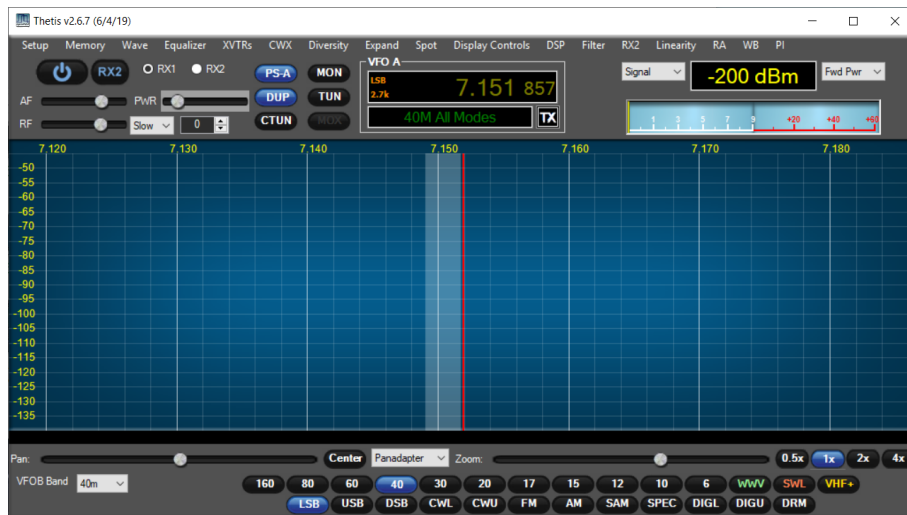 Thetis v2.6.7 (6/4/19)
Setup Memory Wave Equalizer XVTRs CWX Diversity Expand Spot Display Controls DSP Filter RX2 Linearity RA WB PI
RX2 RX1 RX2 PS-A MON VFO A Signal -200 dBm Fwd Pwr
LSB 7.151 857
2.7k
AF PWR DUP TUN
40M All Modes TX
RF Slow 0 CTUN MOX
1 3 5 7 9 +20 +40 +60
7.120 7.130 7.140 7.150 7.160 7.170 7.180
-50
-55
-60
-65
-70
-75
-80
-85
-90
-95
-100
-105
-110
-115
-120
-125
-130
-135
Pan: Center Panadapter Zoom: 0.5x 1x 2x 4x
VFOB Band 40m 160 80 60 40 30 20 17 15 12 10 6 WWV SWL VHF+
LSB USB DSB CWL CWU FM AM SAM SPEC DIGL DIGU DRM